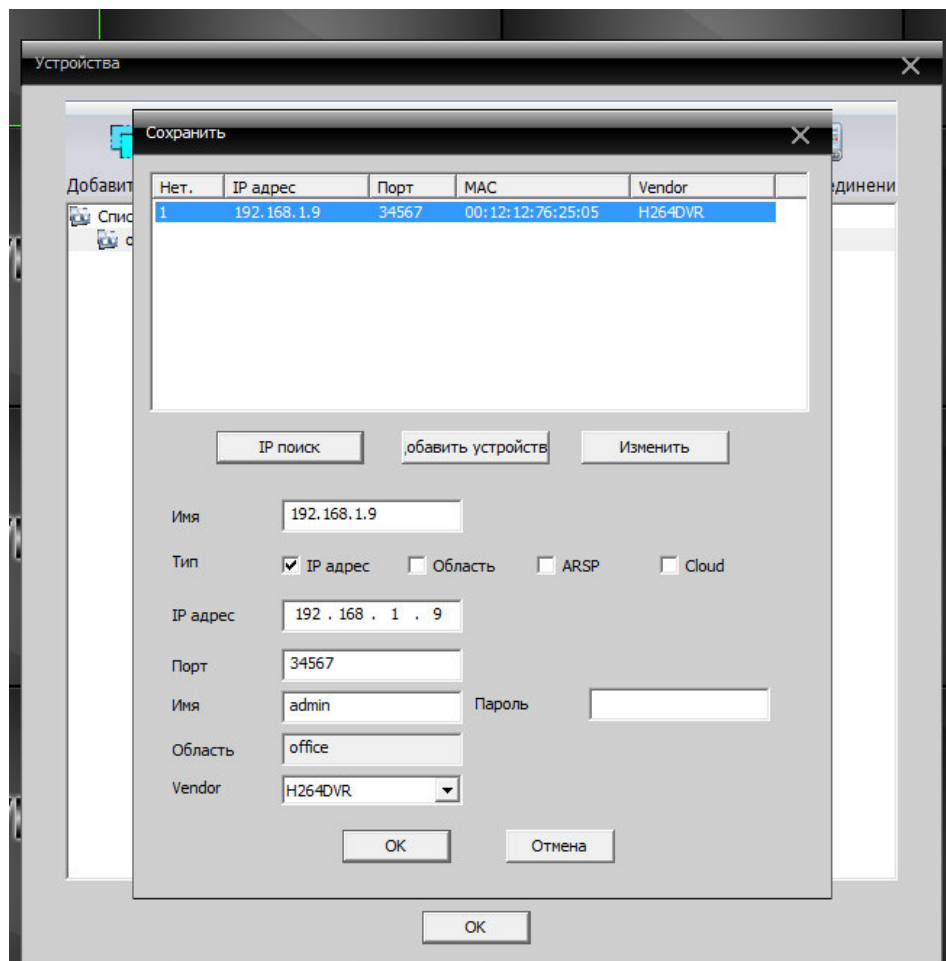 Устройства
Сохранить
Добавит
единени
Нет. IP адрес Порт MAC Vendor
1 192.168.1.9 34567 00:12:12:76:25:05 H264DVR
Спис
IP поиск обавить устройств Изменить
Имя 192.168.1.9
Тип IP адрес Область ARSP Cloud
IP адрес 192 . 168 . 1 . 9
Порт 34567
Имя admin Пароль
Область office
Vendor H264DVR
OK Отмена
OK